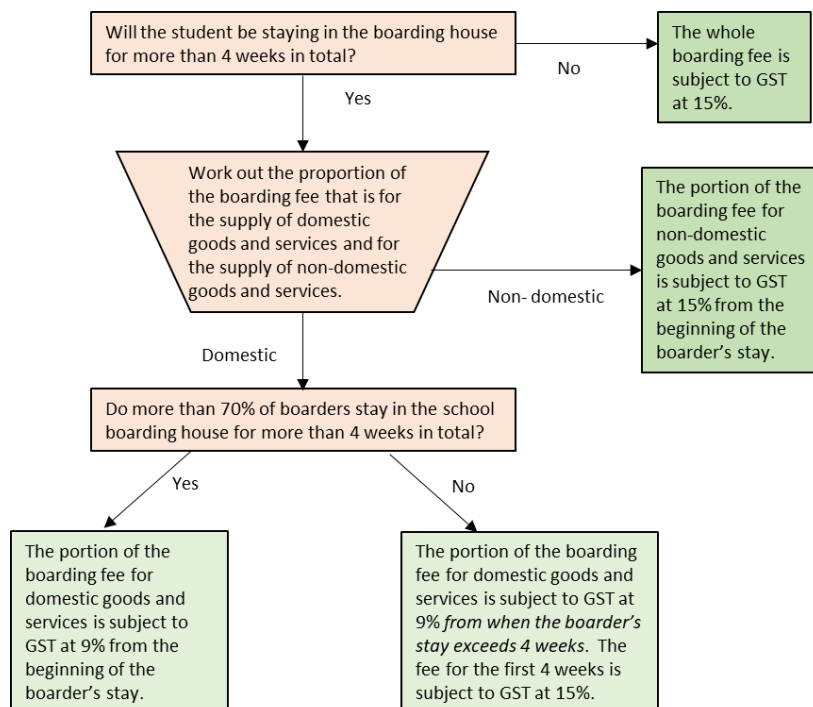 Will the student be staying in the boarding house
for more than 4 weeks in total?
No
The whole
boarding fee is
subject to GST
at 15%.
Yes
Work out the proportion of
the boarding fee that is for
the supply of domestic
goods and services and for
the supply of non-domestic
goods and services.
Non- domestic
The portion of the
boarding fee for
non-domestic
goods and services
is subject to GST
at 15% from the
beginning of the
boarder’s stay.
Domestic
Do more than 70% of boarders stay in the school
boarding house for more than 4 weeks in total?
Yes
No
The portion of the
boarding fee for
domestic goods and
services is subject to
GST at 9% from the
beginning of the
boarder’s stay.
The portion of the boarding
fee for domestic goods and
services is subject to GST at
9% from when the boarder’s
stay exceeds 4 weeks. The
fee for the first 4 weeks is
subject to GST at 15%.